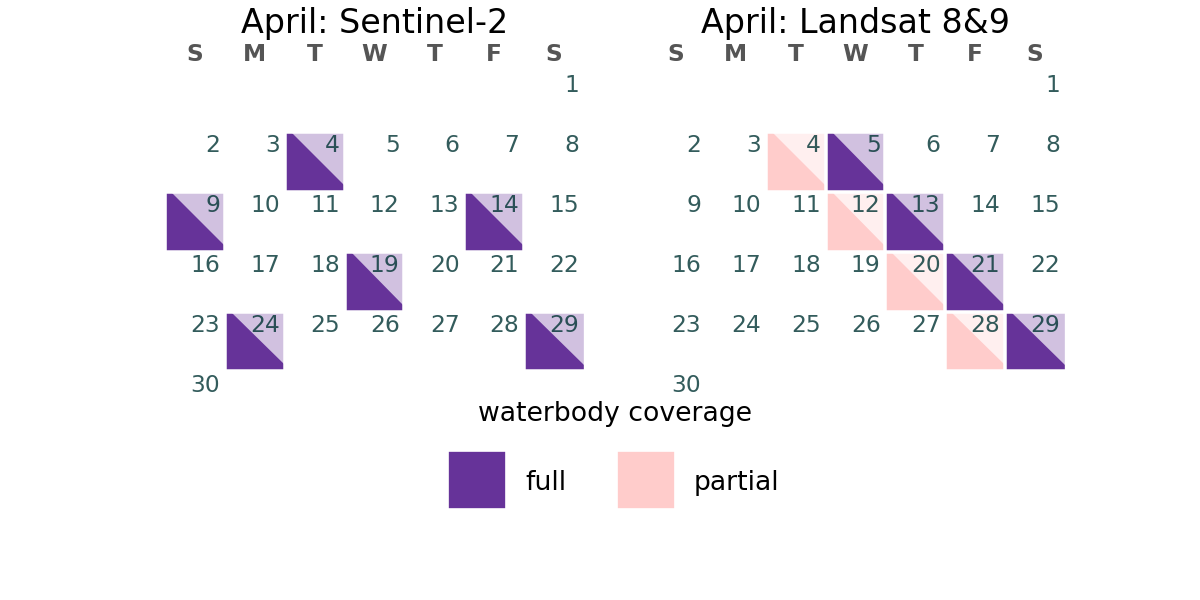 April: Sentinel-2
S M T W T F S
1
2 3 4 5 6 7 8
9 10 11 12 13 14 15
16 17 18 19 20 21 22
23 24 25 26 27 28 29
30
April: Landsat 8&9
S M T W T F S
1
2 3 4 5 6 7 8
9 10 11 12 13 14 15
16 17 18 19 20 21 22
23 24 25 26 27 28 29
30
waterbody coverage
full partial